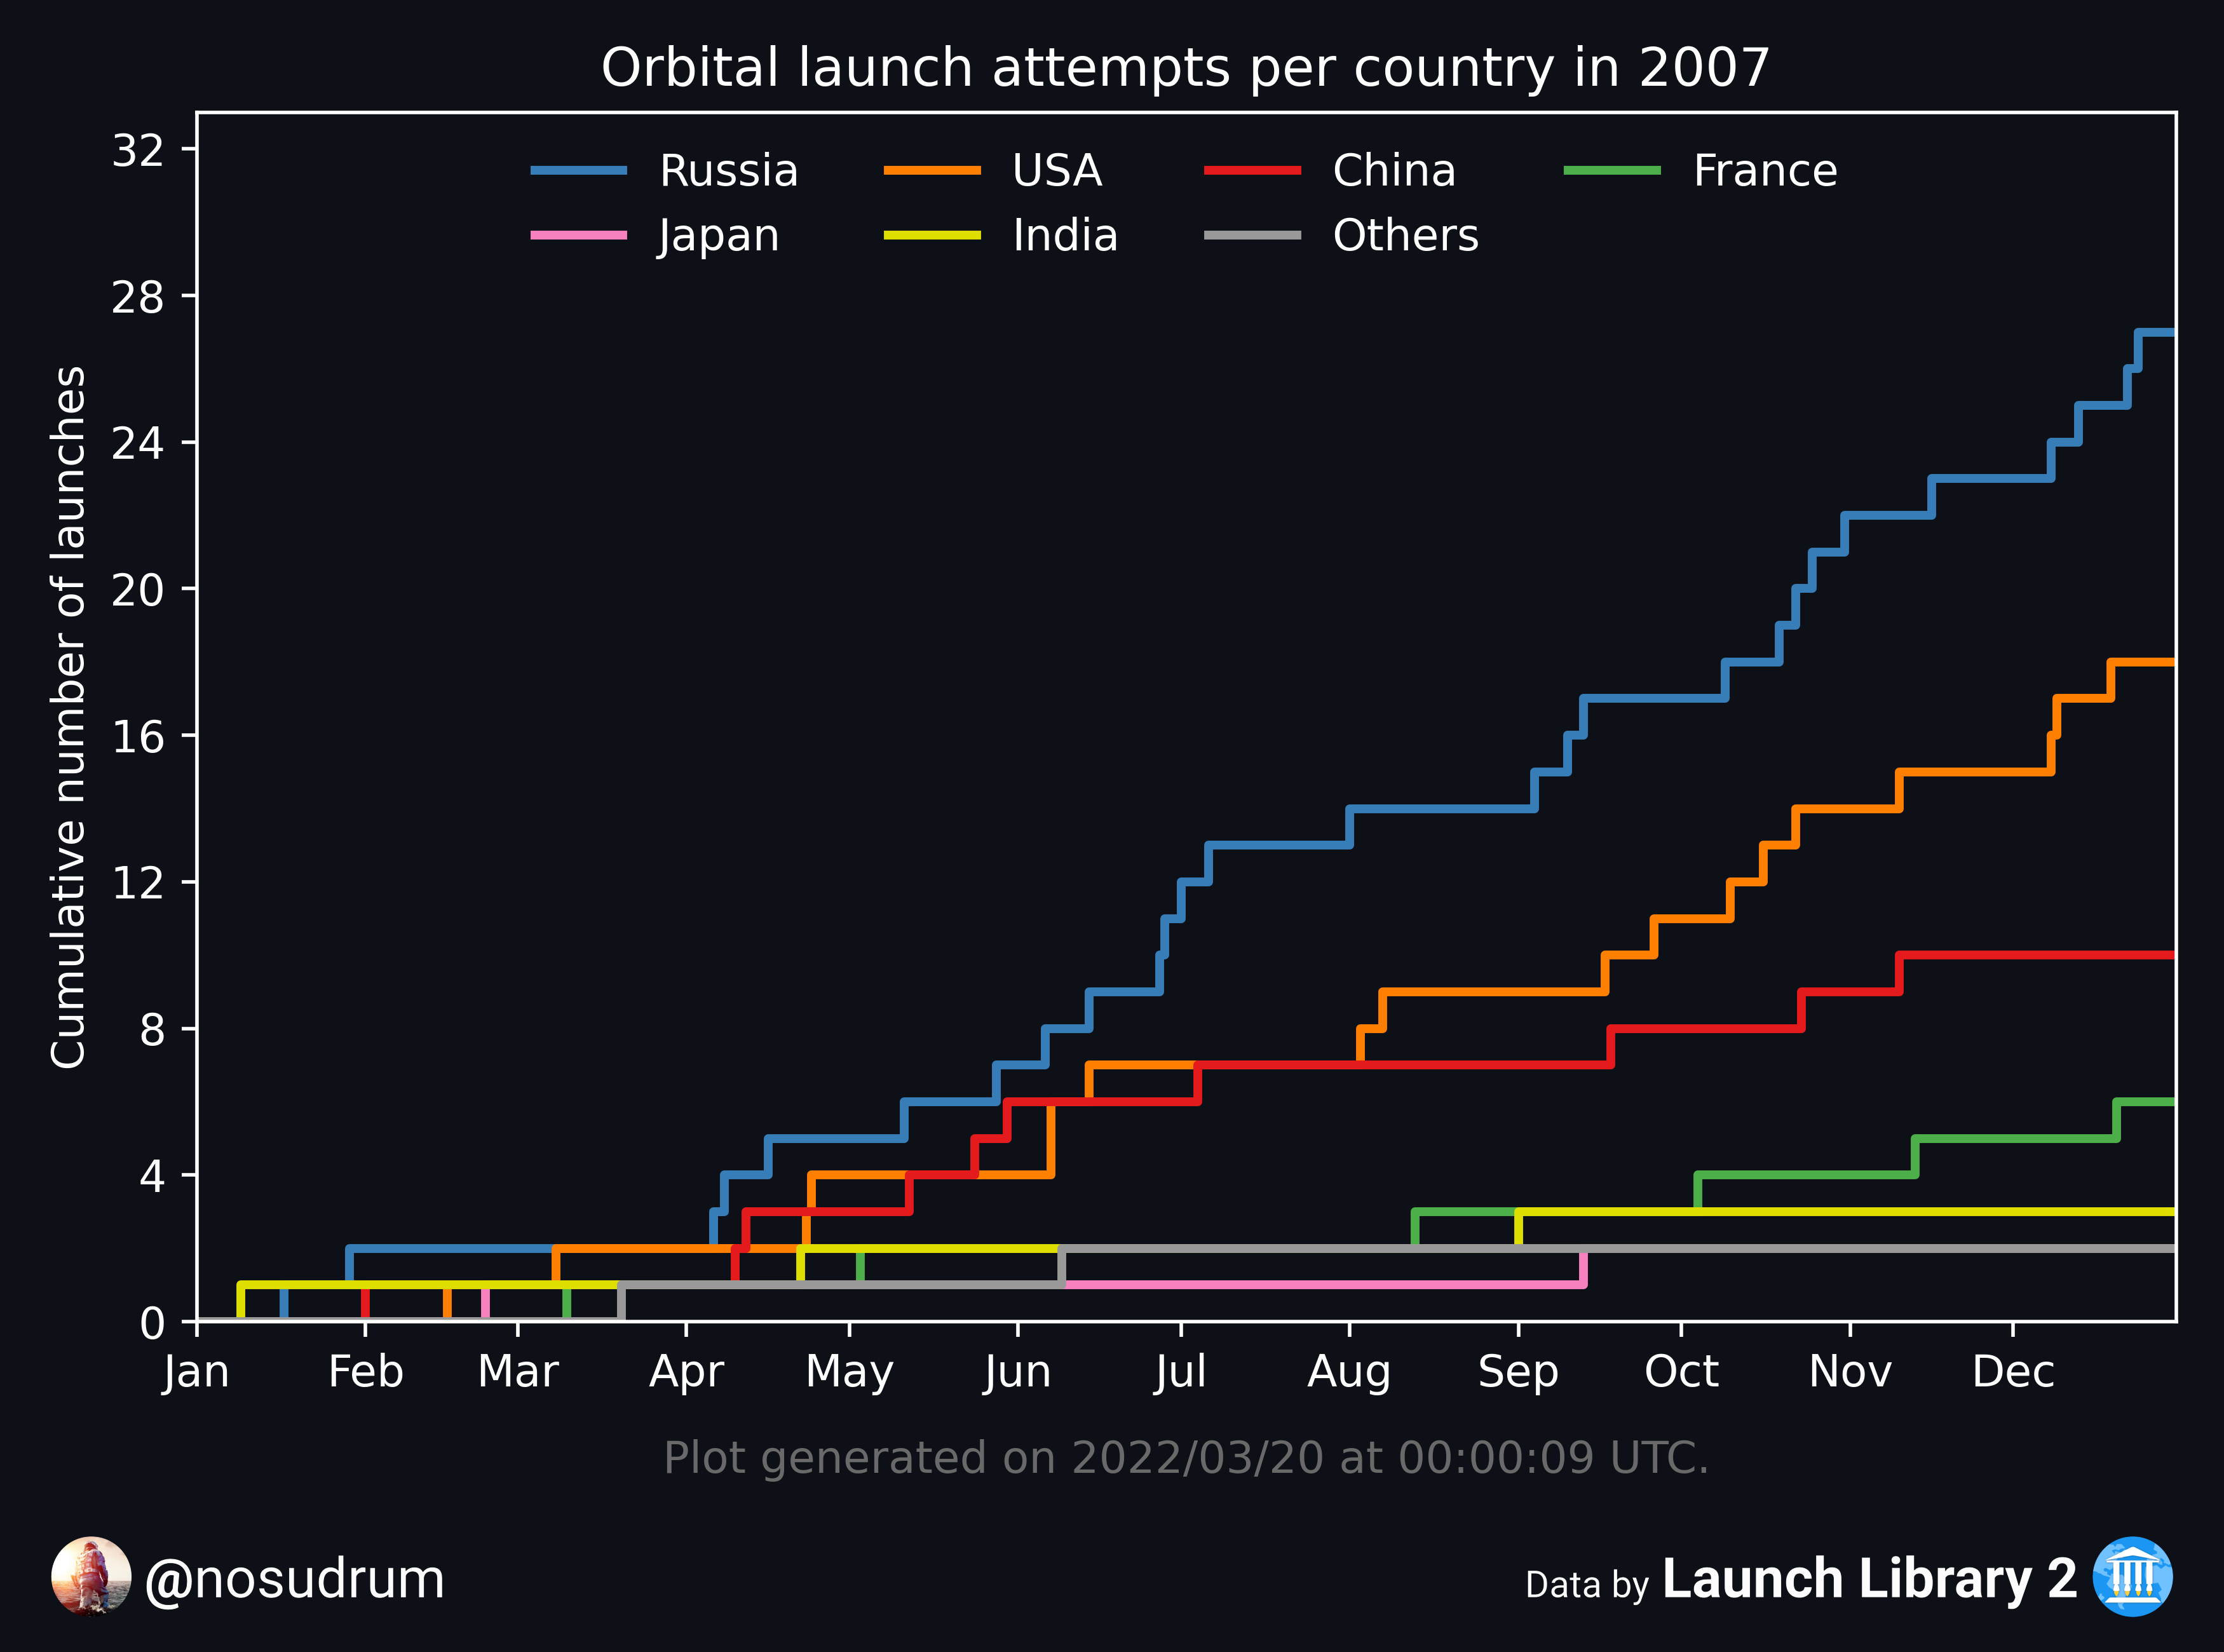 Orbital launch attempts per country in 2007
Russia USA China France
Japan India Others
Cumulative number of launches
32
28
24
20
16
12
8
4
0
Jan Feb Mar Apr May Jun Jul Aug Sep Oct Nov Dec
Plot generated on 2022/03/20 at 00:00:09 UTC.
@nosudrum
Data by Launch Library 2